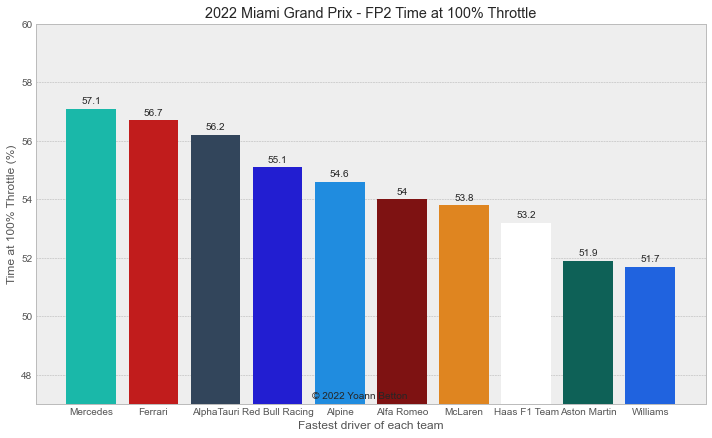 2022 Miami Grand Prix - FP2 Time at 100% Throttle
Time at 100% Throttle (%)
60
58
56
54
52
50
48
57.1
56.7
56.2
55.1
54.6
54
53.8
53.2
51.9
51.7
© 2022 Yoann
Mercedes
Ferrari
AlphaTauri
Red Bull Racing
Alpine
Alfa Romeo
McLaren
Haas F1 Team
Aston Martin
Williams
Fastest driver of each team